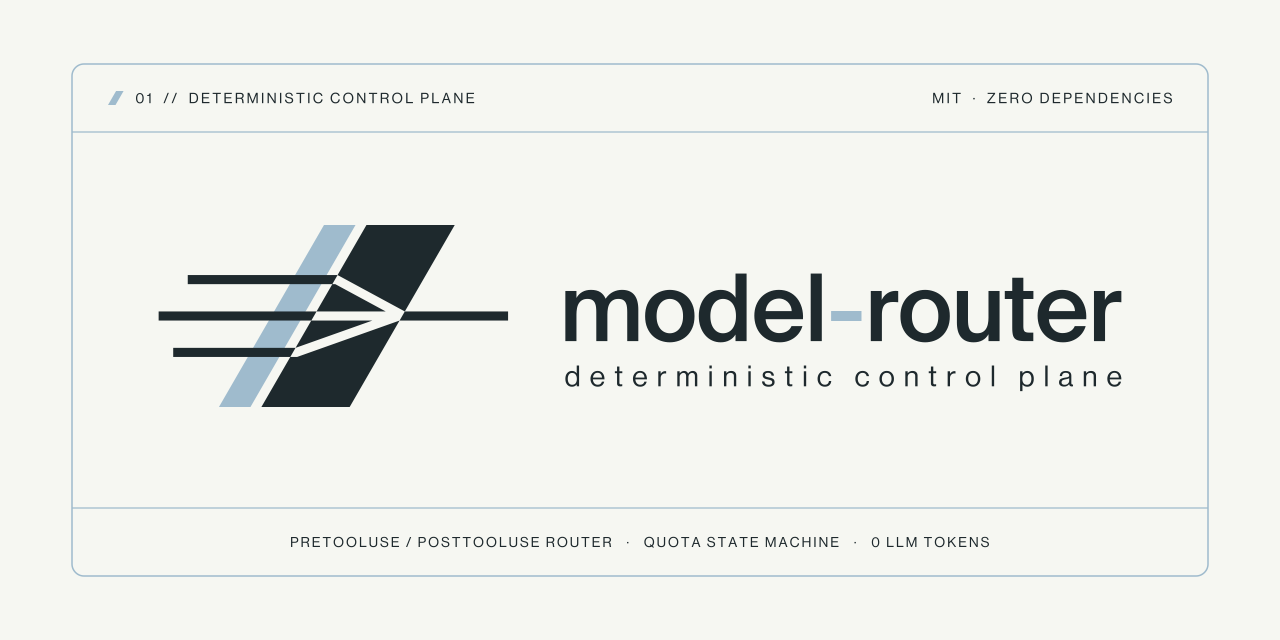 01 // DETERMINISTIC CONTROL PLANE
MIT · ZERO DEPENDENCIES
model-router
deterministic control plane
PRETOOLUSE / POSTTOOLUSE ROUTER · QUOTA STATE MACHINE · 0 LLM TOKENS